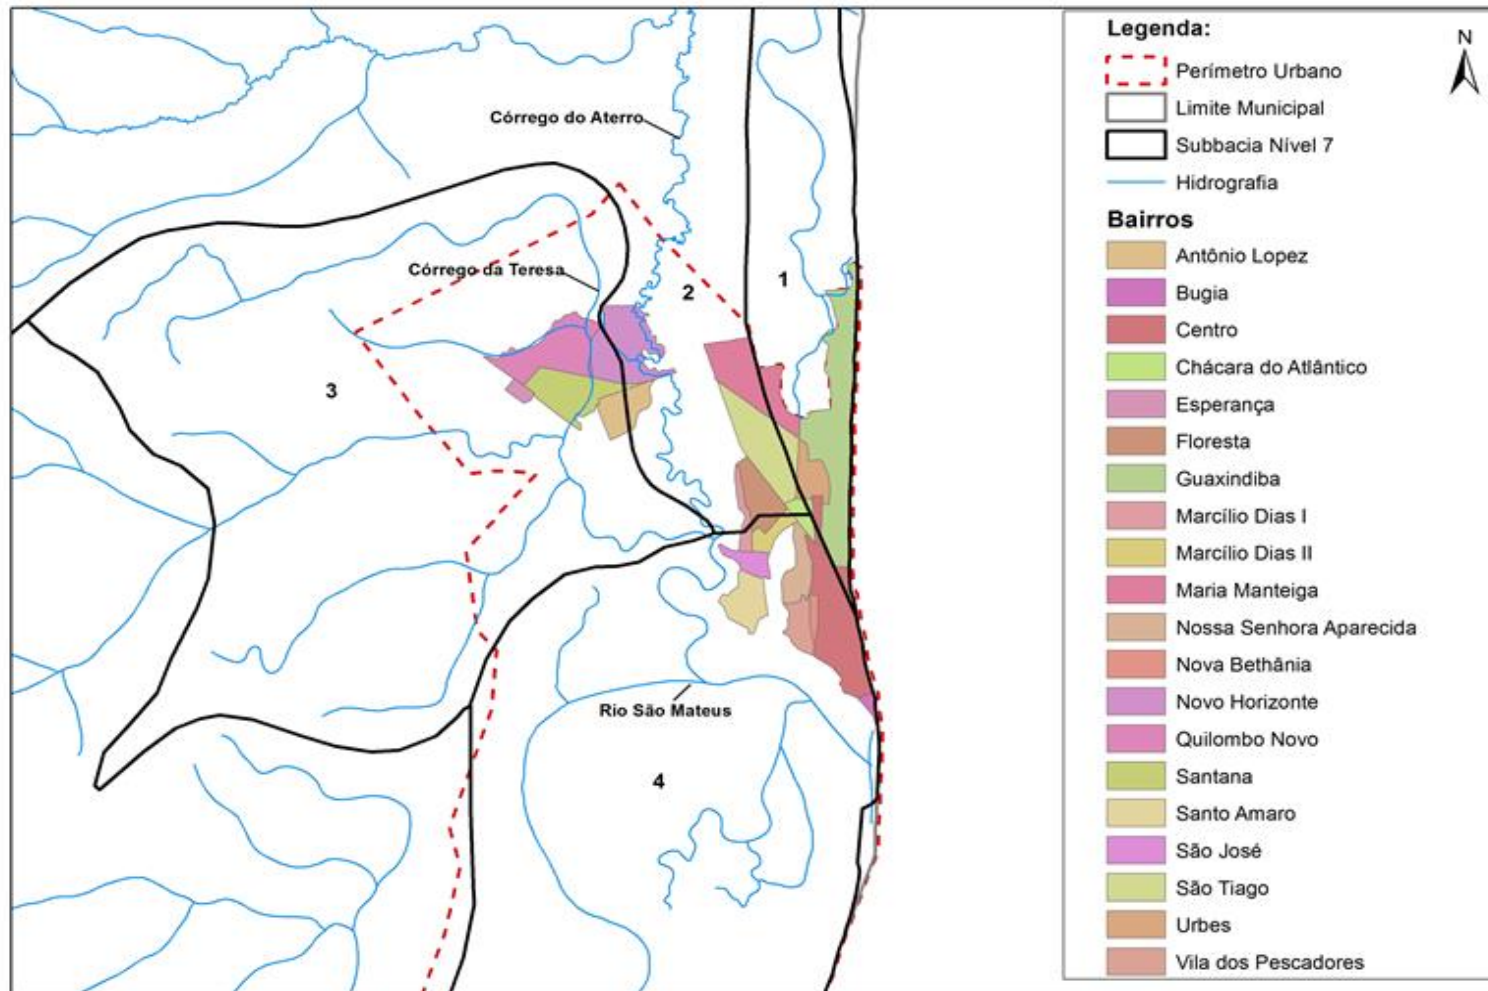 Córrego do Aterro
Córrego da Teresa
1
2
3
Rio São Mateus
4
Legenda:
N
Perímetro Urbano
Limite Municipal
Subbacia Nível 7
Hidrografia
Bairros
Antônio Lopez
Bugia
Centro
Chácara do Atlântico
Esperança
Floresta
Guaxindiba
Marcílio Dias I
Marcílio Dias II
Maria Manteiga
Nossa Senhora Aparecida
Nova Bethânia
Novo Horizonte
Quilombo Novo
Santana
Santo Amaro
São José
São Tiago
Urbes
Vila dos Pescadores